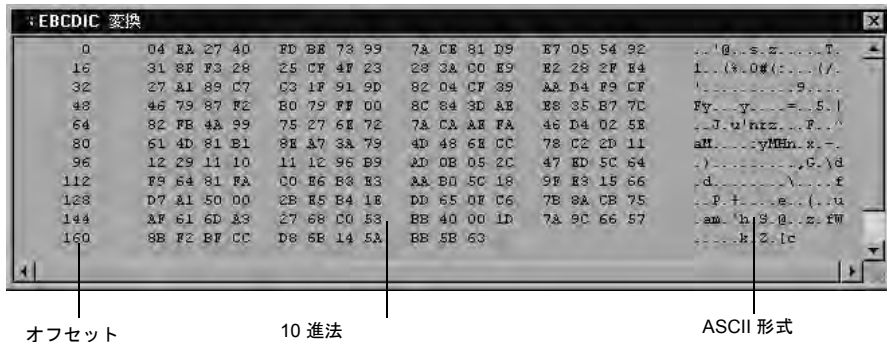 EBCDIC 変換
0 04 EA 27 40 FD BE 73 99 7A CE 81 D9 E7 05 54 92 ..'@..s.z.....T.
16 31 8E F3 28 25 CF 4F 23 28 3A C0 E9 E2 28 2F E4 1..(%.O#(:...(/.
32 27 A1 89 C7 C3 1F 91 9D 82 04 CF 39 AA D4 F9 CF '..........9....
48 46 79 87 F2 B0 79 FF 00 8C 84 3D AE E8 35 B7 7C Fy...y....=..5.|
64 82 FB 4A 99 75 27 6E 72 7A CA AE FA 46 D4 02 5E ..J.u'nrz...F..^
80 61 4D 81 B1 8E A7 3A 79 4D 48 6E CC 78 C2 2D 11 aM....:yMHn.x.-.
96 12 29 11 10 11 12 96 B9 AD 0B 05 2C 47 ED 5C 64 .).........,G.\d
112 F9 64 81 FA C0 E6 B3 E3 AA B0 5C 18 9F E3 15 66 .d........\....f
128 D7 A1 50 00 2B E5 B4 1E DD 65 0F C6 7B 8A CB 75 ..P.+....e..{..u
144 AF 61 6D A3 27 68 C0 53 BB 40 00 1D 7A 9C 66 57 .am.'h.S.@..z.fW
160 8B F2 BF CC D8 6B 14 5A BB 5B 63 .....k.Z.[c
オフセット
10 進法
ASCII 形式